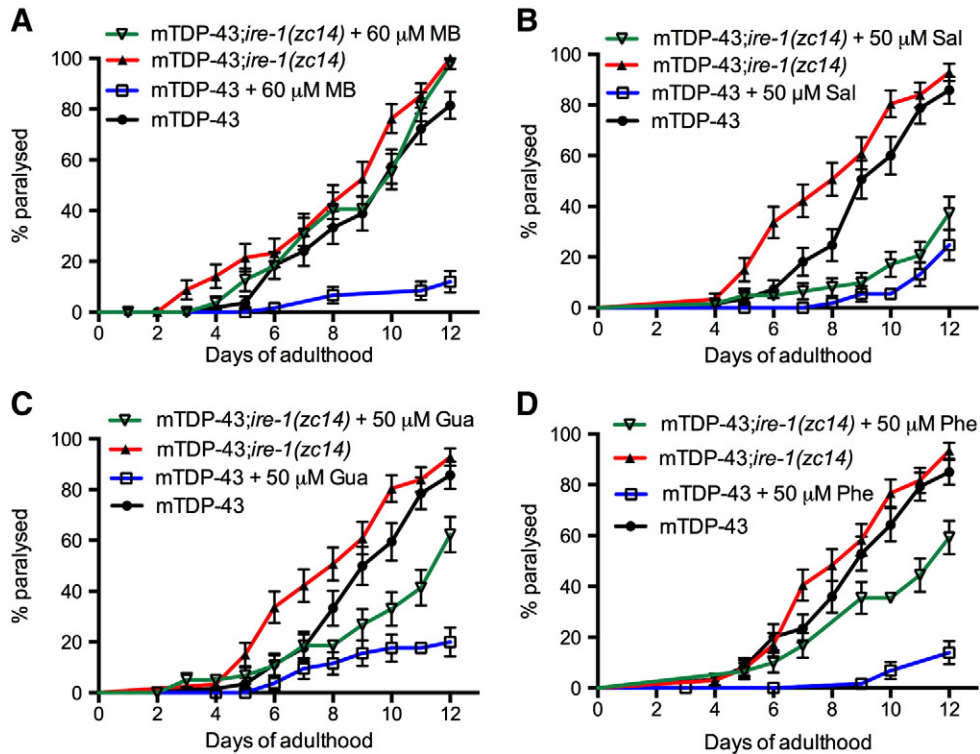 A
mTDP-43;ire-1(zc14) + 60 µM MB
mTDP-43;ire-1(zc14)
mTDP-43 + 60 µM MB
mTDP-43
% paralysed
100
80
60
40
20
0
0 2 4 6 8 10 12
Days of adulthood
B
mTDP-43;ire-1(zc14) + 50 µM Sal
mTDP-43;ire-1(zc14)
mTDP-43 + 50 µM Sal
mTDP-43
% paralysed
100
80
60
40
20
0
0 2 4 6 8 10 12
Days of adulthood
C
mTDP-43;ire-1(zc14) + 50 µM Gua
mTDP-43;ire-1(zc14)
mTDP-43 + 50 µM Gua
mTDP-43
% paralysed
100
80
60
40
20
0
0 2 4 6 8 10 12
Days of adulthood
D
mTDP-43;ire-1(zc14) + 50 µM Phe
mTDP-43;ire-1(zc14)
mTDP-43 + 50 µM Phe
mTDP-43
% paralysed
100
80
60
40
20
0
0 2 4 6 8 10 12
Days of adulthood